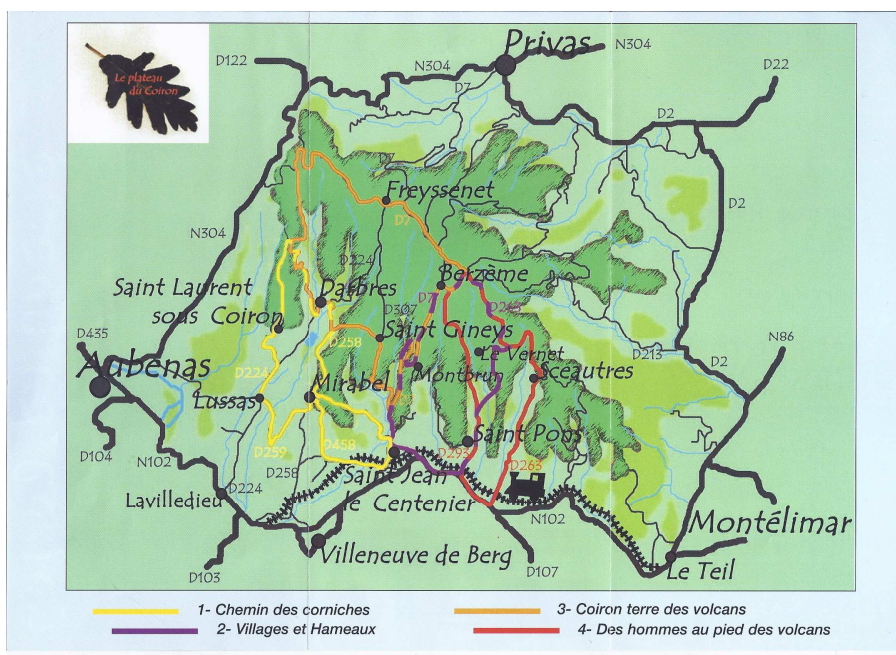 Le plateau
du Coiron
Privas
N304
D122
N304
D7
D22
D2
D2
N304
Freyssenet
D7
D224
Berzème
Saint Laurent
sous Coiron
Darbres
D7
D307
Saint Gineys
D258
D435
Aubenas
Le Vernet
D213
D2
N86
D224
Mirabel
Montbrun
Sceautres
Lussas
D104
N102
D259
D458
Saint Pons
D293
D263
D258
Saint Jean
le Centenier
Lavilledieu
D224
N102
Montélimar
Villeneuve de Berg
D103
D107
Le Teil
1- Chemin des corniches
3- Coiron terre des volcans
2- Villages et Hameaux
4- Des hommes au pied des volcans